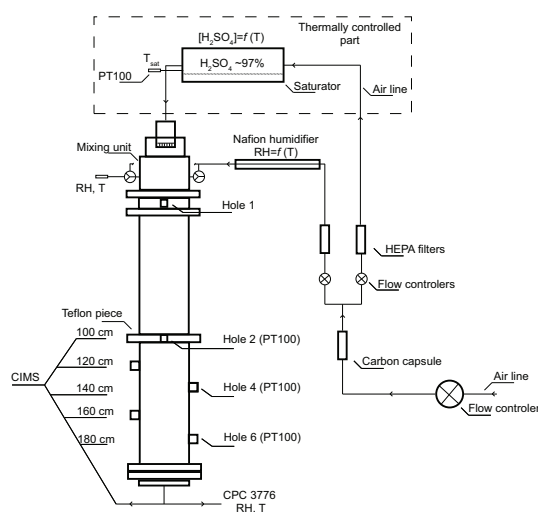 Thermally controlled
part
[H2SO4]=f (T)
Tsat
H2SO4 ~97%
PT100
Saturator
Air line
Mixing unit
Nafion humidifier
RH=f (T)
RH, T
Hole 1
HEPA filters
Flow controlers
Teflon piece
100 cm
Hole 2 (PT100)
Carbon capsule
120 cm
CIMS
Air line
140 cm
Hole 4 (PT100)
160 cm
Flow controler
180 cm
Hole 6 (PT100)
CPC 3776
RH, T